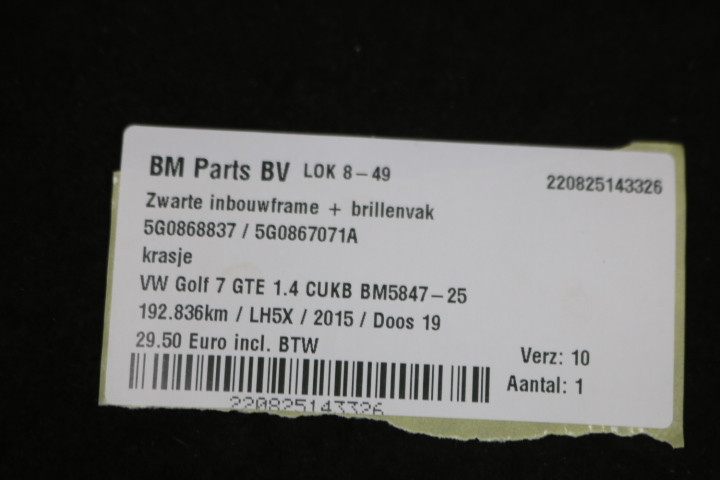 BM Parts BV LOK 8-49
220825143326
Zwarte inbouwframe + brillenvak
5G0868837 / 5G0867071A
krasje
VW Golf 7 GTE 1.4 CUKB BM5847-25
192.836km / LH5X / 2015 / Doos 19
29.50 Euro incl. BTW
Verz: 10
Aantal: 1
220825143326